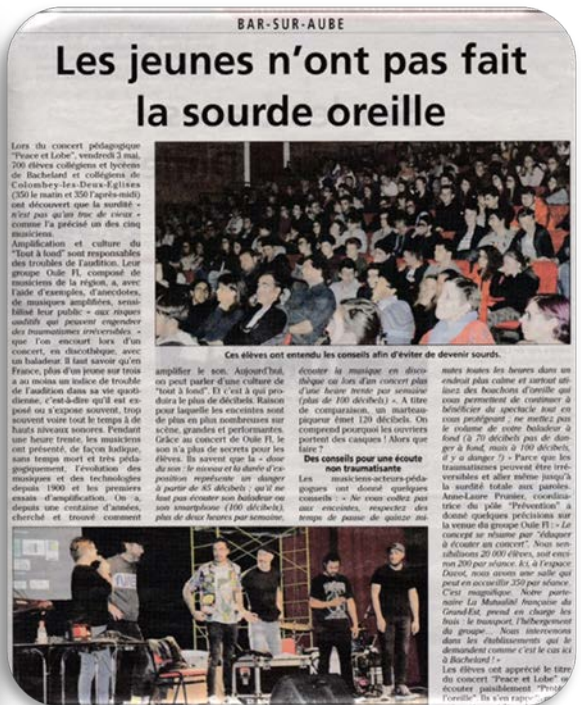 BAR-SUR-AUBE
Les jeunes n'ont pas fait
la sourde oreille
Lors du concert pédagogique
"Peace et Lobe", vendredi 3 mai,
700 élèves collégiens et lycéens
de Bachelard et collégiens de
Colombey-les-Deux-Eglises
(350 le matin et 350 l'après-midi)
ont découvert que la surdité «
n'est pas qu'un truc de vieux »
comme l'a précisé un des cinq
musiciens.
Amplification et culture du
"Tout à fond" sont responsables
des troubles de l'audition. Leur
groupe Ouïe FI, composé de
musiciens de la région, a, avec
l'aide d'exemples, d'anecdotes,
de musiques amplifiées, sensi-
bilisé leur public « aux risques
auditifs qui peuvent engendrer
des traumatismes irréversibles »
que l'on encourt lors d'un
concert, en discothèque, avec
un baladeur. Il faut savoir qu'en
France, plus d'un jeune sur trois
a au moins un indice de trouble
de l'audition dans sa vie quoti-
dienne, c'est-à-dire qu'il est ex-
posé ou s'expose souvent, trop
souvent voire tout le temps à de
hauts niveaux sonores. Pendant
une heure trente, les musiciens
ont présenté, de façon ludique,
sans temps mort et très péda-
gogiquement, l'évolution des
musiques et des technologies
depuis 1900 et les premiers
essais d'amplification. On a,
depuis une centaine d'années,
cherché et trouvé comment
Ces élèves ont entendu les conseils afin d'éviter de devenir sourds.
amplifier le son. Aujourd'hui,
on peut parler d'une culture de
"tout à fond". Et c'est à qui pro-
duira le plus de décibels. Raison
pour laquelle les enceintes sont
de plus en plus nombreuses sur
scène, grandes et performantes.
Grâce au concert de Ouïe FI, le
son n'a plus de secrets pour les
élèves. Ils savent que la « dose
du son : le niveau et la durée d'ex-
position représente un danger
à partir de 85 décibels ; qu'il ne
faut pas écouter son baladeur ou
son smartphone (100 décibels),
plus de deux heures par semaine,
écouter la musique en disco-
thèque ou lors d'un concert plus
d'une heure trente par semaine
(plus de 100 décibels) ». A titre
de comparaison, un marteau-
piqueur émet 120 décibels. On
comprend pourquoi les ouvriers
portent des casques ! Alors que
faire ?
Des conseils pour une écoute
non traumatisante
Les musiciens-acteurs-péda-
gogues ont donné quelques
conseils : « Ne vous collez pas
aux enceintes, respectez des
temps de pause de quinze mi-
nutes toutes les heures dans un
endroit plus calme et surtout uti-
lisez des bouchons d'oreille qui
vous permettent de continuer à
bénéficier du spectacle tout en
vous protégeant ; ne mettez pas
le volume de votre baladeur à
fond (à 70 décibels pas de dan-
ger à fond, mais à 100 décibels,
il y a danger !) » Parce que les
traumatismes peuvent être irré-
versibles et aller même jusqu'à
la surdité totale aux paroles.
Anne-Laure Prunier, coordina-
trice du pôle "Prévention" a
donné quelques précisions sur
la venue du groupe Ouïe FI : « Le
concept se résume par "éduquer
à écouter un concert". Nous sen-
sibilisons 20 000 élèves, soit envi-
ron 200 par séance. Ici, à l'espace
Davot, nous avons une salle qui
peut en accueillir 350 par séance.
C'est magnifique. Notre parte-
naire La Mutualité française du
Grand-Est, prend en charge les
frais : le transport, l'hébergement
du groupe... Nous intervenons
dans les établissements qui le
demandent comme c'est le cas ici
à Bachelard ! »
Les élèves ont apprécié le titre
du concert "Peace et Lobe"
écouter paisiblement
l'oreille". Ils s'en